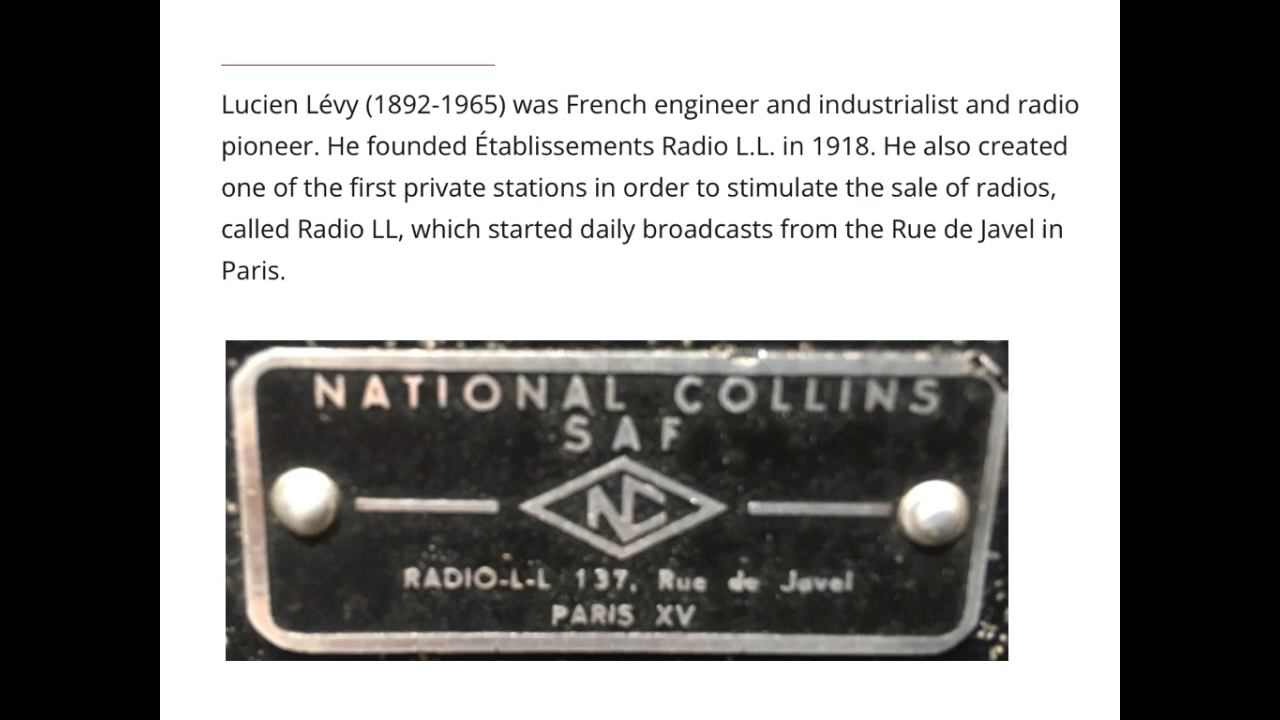 Lucien Lévy (1892-1965) was French engineer and industrialist and radio
pioneer. He founded Établissements Radio L.L. in 1918. He also created
one of the first private stations in order to stimulate the sale of radios,
called Radio LL, which started daily broadcasts from the Rue de Javel in
Paris.
NATIONAL COLLINS
SAF
NC
RADIO-L-L 137, Rue de Javel
PARIS XV